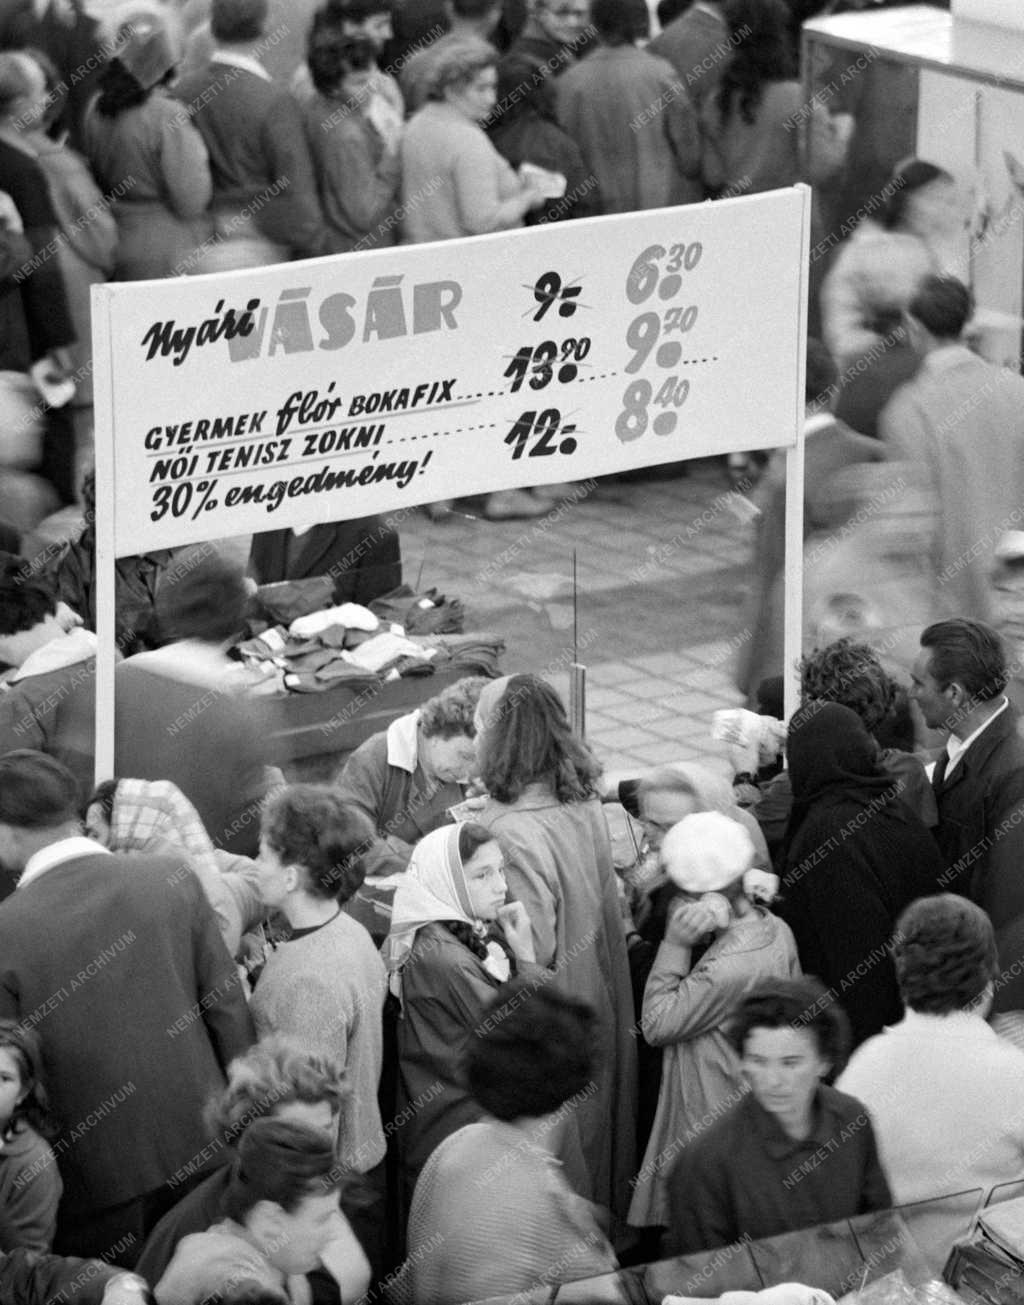 Nyári VÁSÁR
9.- 6.30
GYERMEK flór BOKAFIX..... 13.90 ..... 9.70
NŐI TENISZ ZOKNI............ 12.- 8.40
30% engedmény!
NEMZETI ARCHÍVUM